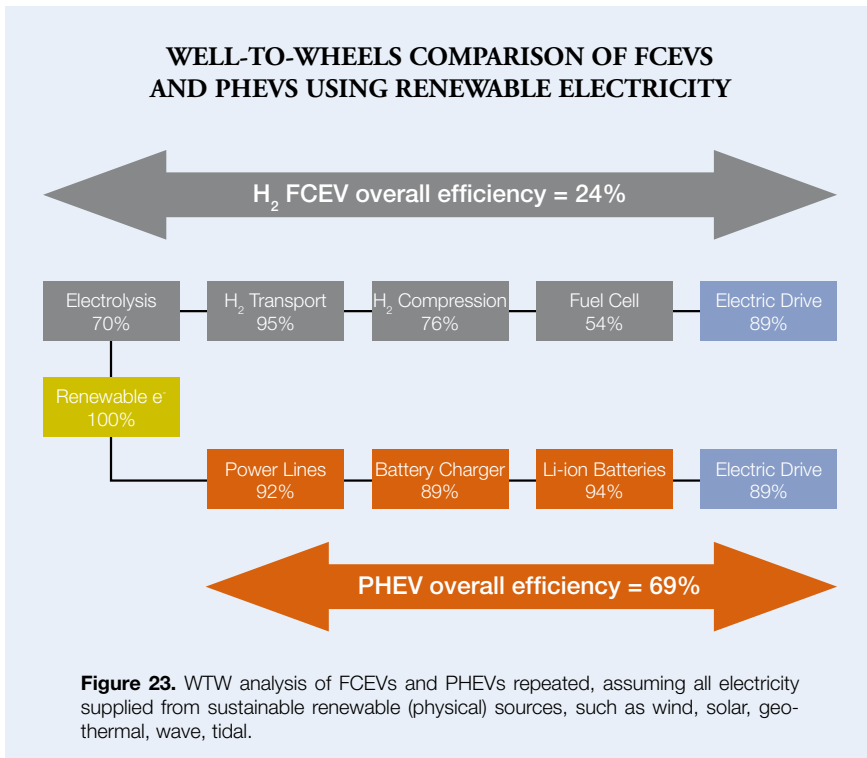 WELL-TO-WHEELS COMPARISON OF FCEVS
AND PHEVS USING RENEWABLE ELECTRICITY
H₂ FCEV overall efficiency = 24%
Electrolysis
70%
H₂ Transport
95%
H₂ Compression
76%
Fuel Cell
54%
Electric Drive
89%
Renewable e⁻
100%
Power Lines
92%
Battery Charger
89%
Li-ion Batteries
94%
Electric Drive
89%
PHEV overall efficiency = 69%
Figure 23. WTW analysis of FCEVs and PHEVs repeated, assuming all electricity
supplied from sustainable renewable (physical) sources, such as wind, solar, geo-
thermal, wave, tidal.